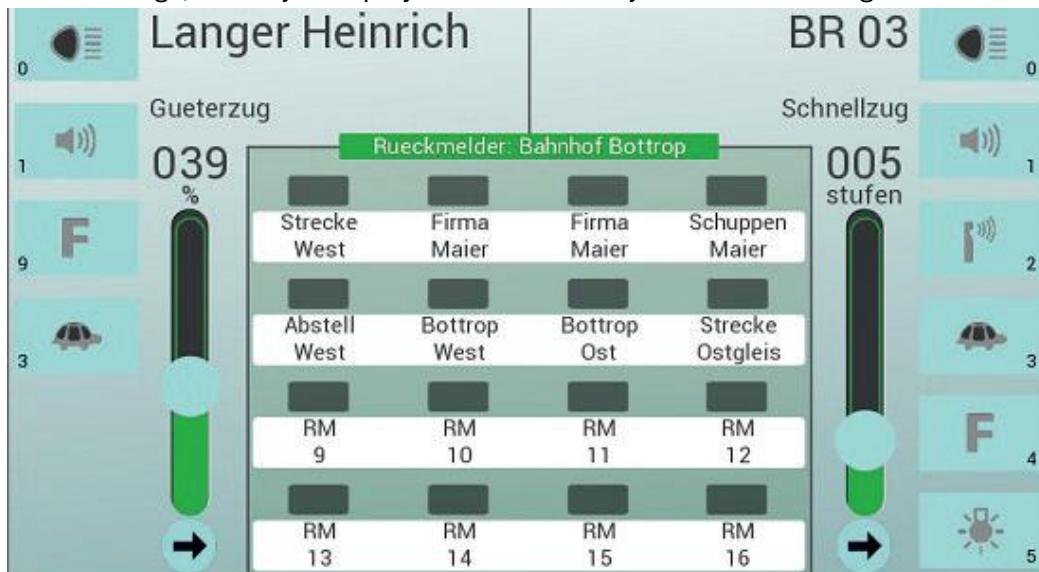 Langer Heinrich
BR 03
0
0
Gueterzug
Schnellzug
1
1
Rueckmelder: Bahnhof Bottrop
039
%
005
stufen
F
9
2
Strecke West
Firma Maier
Firma Maier
Schuppen Maier
3
3
Abstell West
Bottrop West
Bottrop Ost
Strecke Ostgleis
F
4
RM 9
RM 10
RM 11
RM 12
5
RM 13
RM 14
RM 15
RM 16